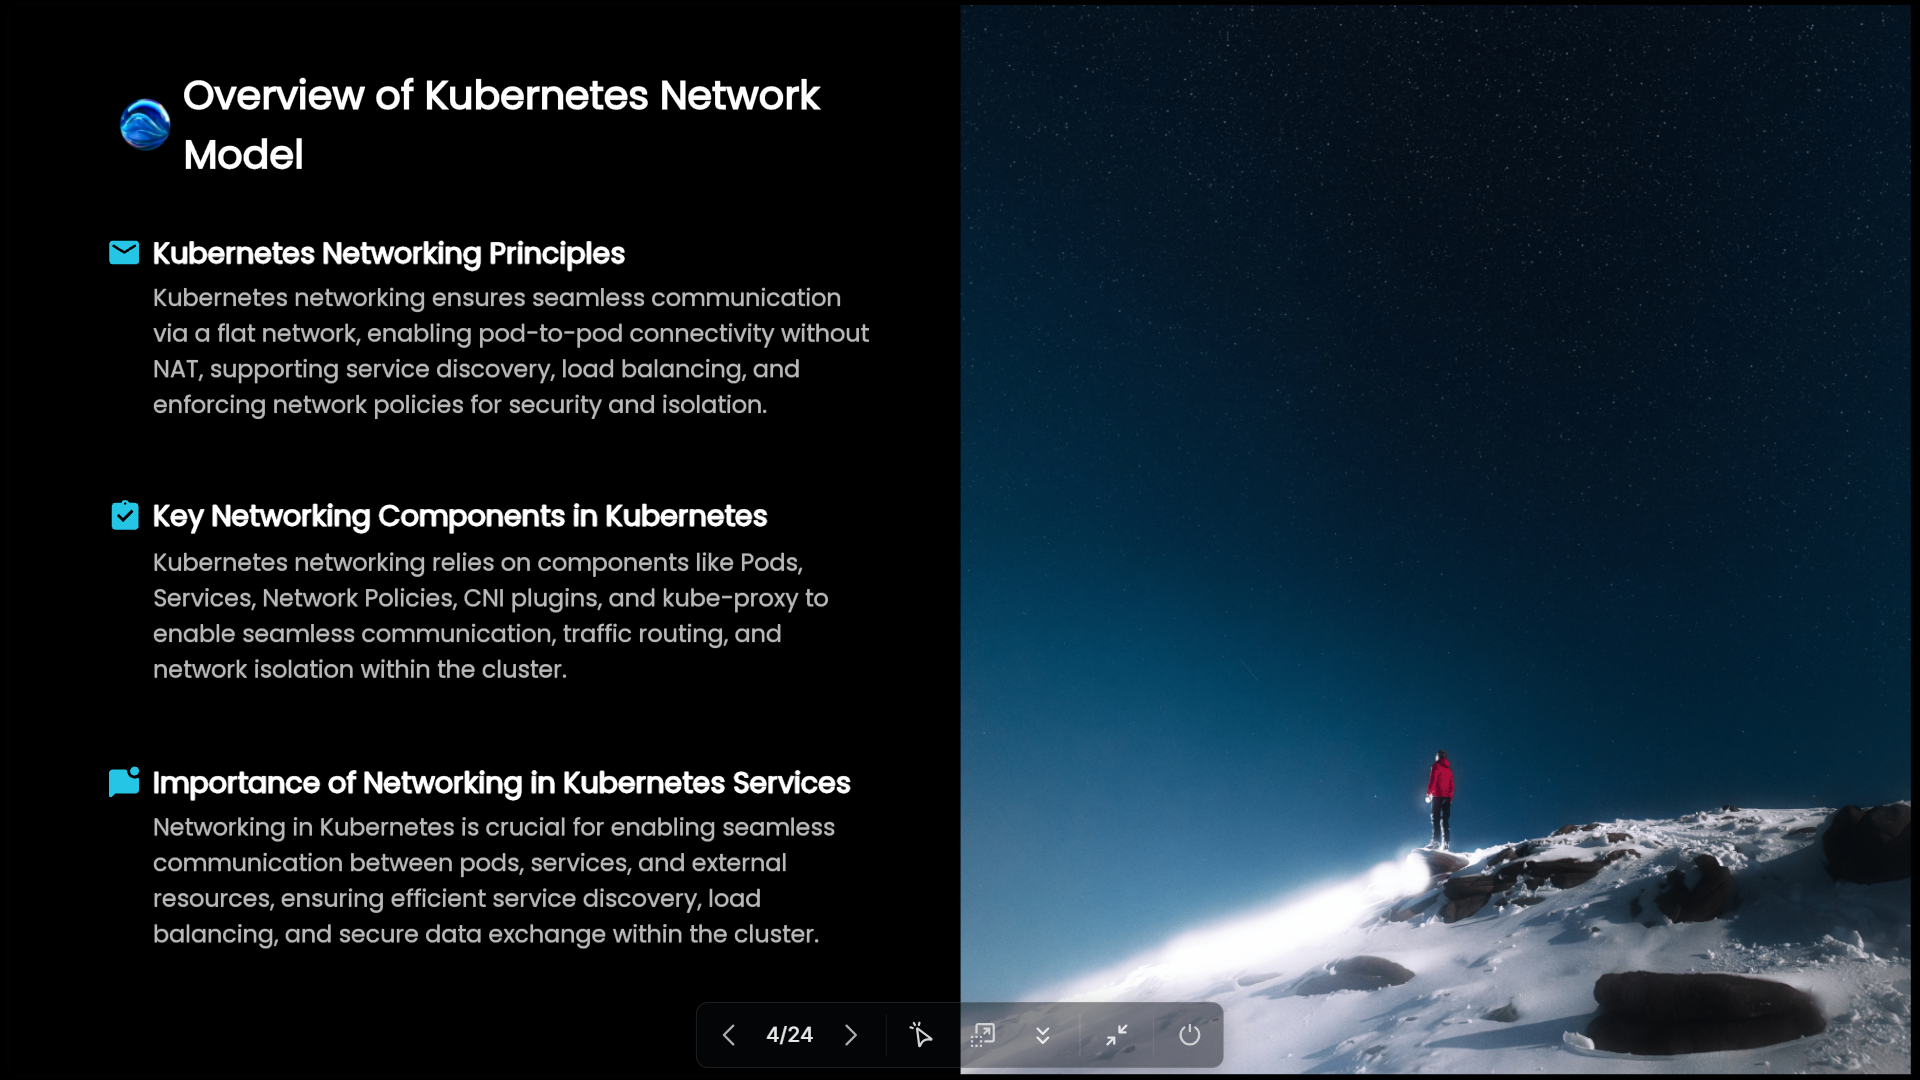 Overview of Kubernetes Network
Model
Kubernetes Networking Principles
Kubernetes networking ensures seamless communication
via a flat network, enabling pod-to-pod connectivity without
NAT, supporting service discovery, load balancing, and
enforcing network policies for security and isolation.
Key Networking Components in Kubernetes
Kubernetes networking relies on components like Pods,
Services, Network Policies, CNI plugins, and kube-proxy to
enable seamless communication, traffic routing, and
network isolation within the cluster.
Importance of Networking in Kubernetes Services
Networking in Kubernetes is crucial for enabling seamless
communication between pods, services, and external
resources, ensuring efficient service discovery, load
balancing, and secure data exchange within the cluster.
4/24